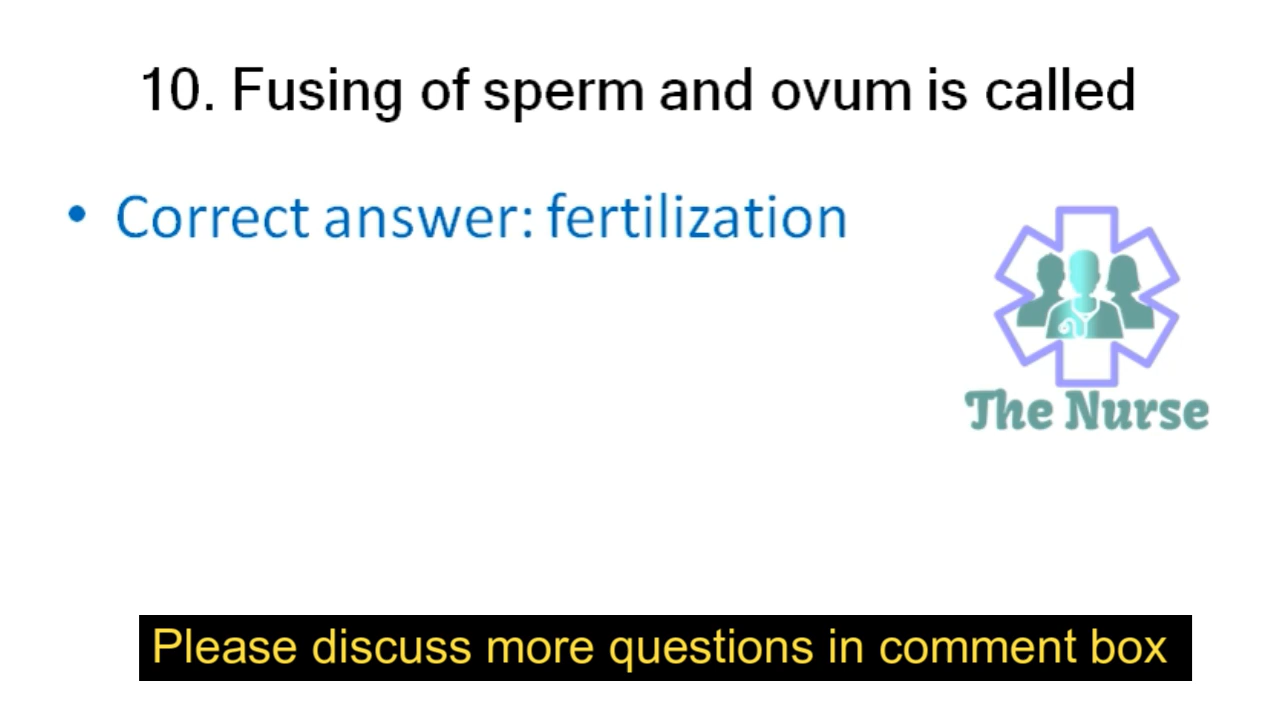 10. Fusing of sperm and ovum is called
• Correct answer: fertilization
The Nurse
Please discuss more questions in comment box